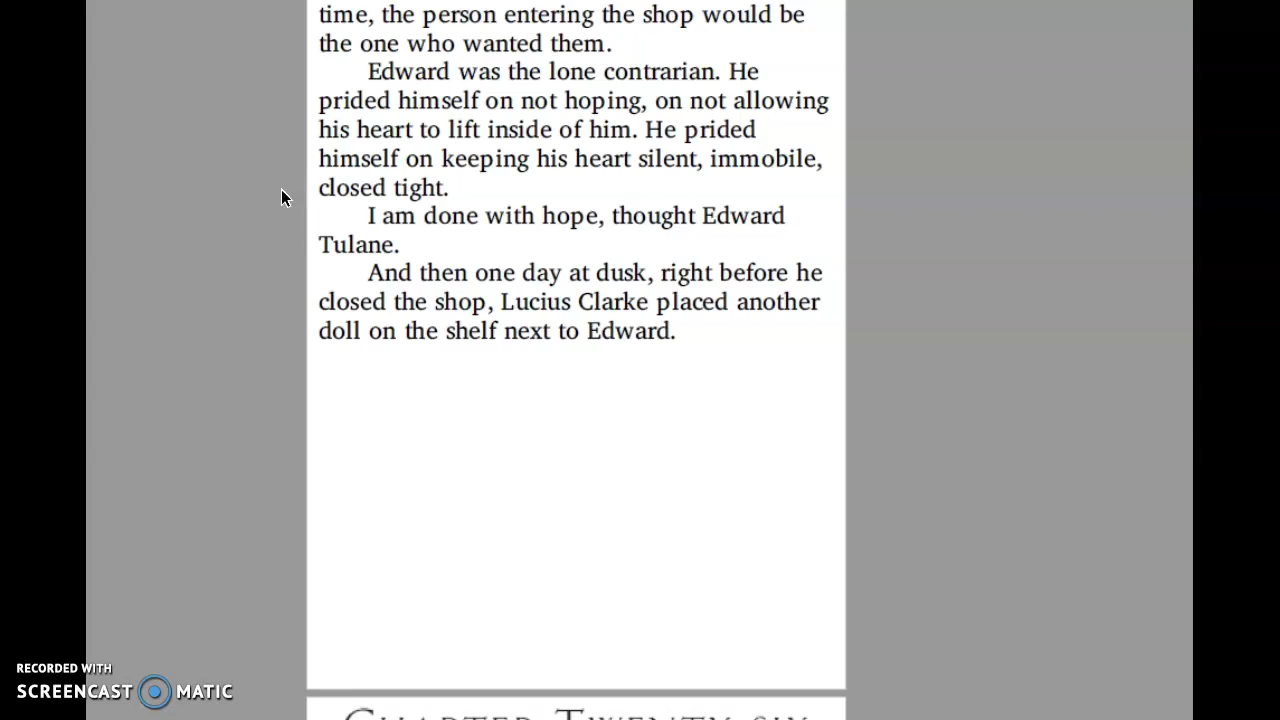 time, the person entering the shop would be
the one who wanted them.
Edward was the lone contrarian. He
prided himself on not hoping, on not allowing
his heart to lift inside of him. He prided
himself on keeping his heart silent, immobile,
closed tight.
I am done with hope, thought Edward
Tulane.
And then one day at dusk, right before he
closed the shop, Lucius Clarke placed another
doll on the shelf next to Edward.
RECORDED WITH
SCREENCAST MATIC
CHAPTER TWENTY-SIX